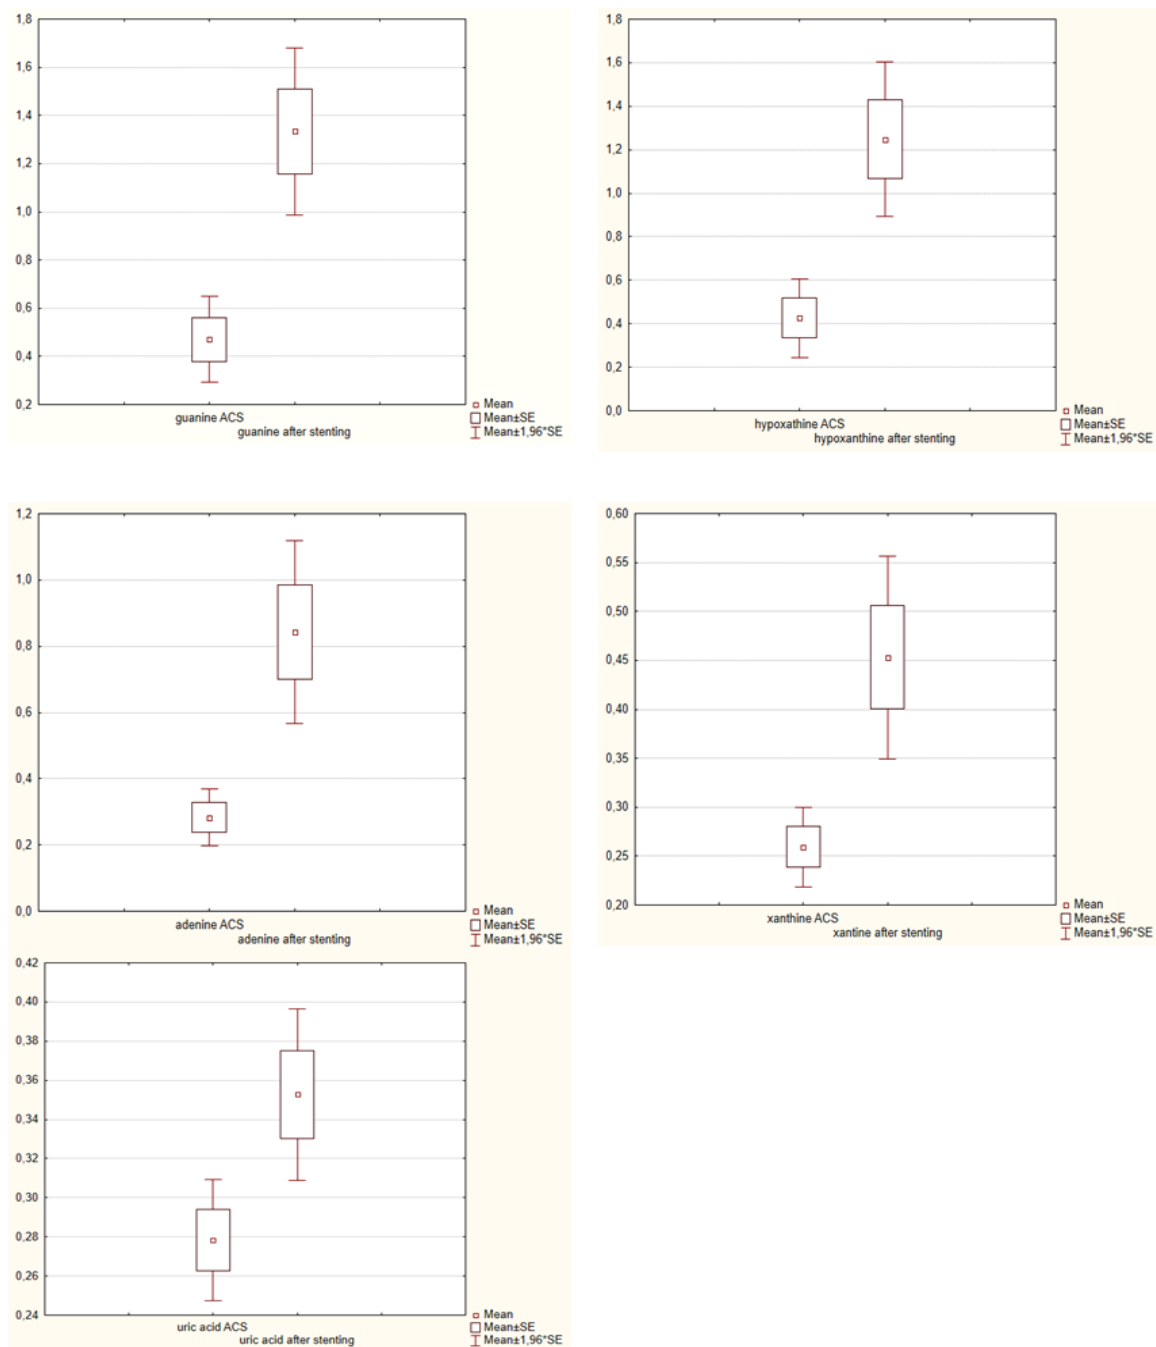 1,8
1,6
1,4
1,2
1,0
0,8
0,6
0,4
0,2
guanine ACS
guanine after stenting
Mean
Mean±SE
Mean±1,96*SE
1,8
1,6
1,4
1,2
1,0
0,8
0,6
0,4
0,2
0,0
hypoxathine ACS
hypoxanthine after stenting
Mean
Mean±SE
Mean±1,96*SE
1,2
1,0
0,8
0,6
0,4
0,2
0,0
adenine ACS
adenine after stenting
Mean
Mean±SE
Mean±1,96*SE
0,60
0,55
0,50
0,45
0,40
0,35
0,30
0,25
0,20
xanthine ACS
xantine after stenting
Mean
Mean±SE
Mean±1,96*SE
0,42
0,40
0,38
0,36
0,34
0,32
0,30
0,28
0,26
0,24
uric acid ACS
uric acid after stenting
Mean
Mean±SE
Mean±1,96*SE